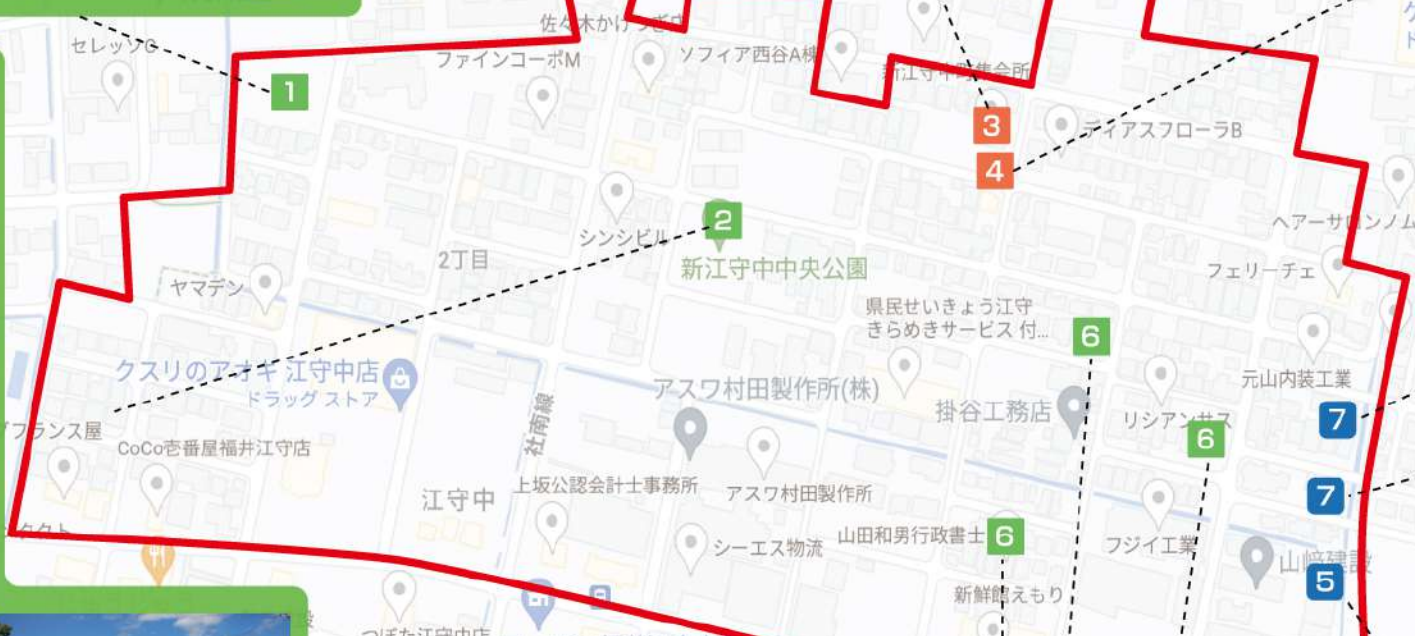 佐々木かけつぎ店
セレッソG
ファインコーポM
ソフィア西谷A棟
新江守中町集会所
1
3
ディアスフローラB
4
ヘアーサロンノム
2
シンシビル
2丁目
新江守中中央公園
フェリーチェ
ヤマデン
県民せいきょう江守
きらめきサービス 付...
6
クスリのアオキ 江守中店
ドラッグ ストア
アスワ村田製作所(株)
元山内装工業
掛谷工務店
リシアンサス
7
フランス屋
CoCo壱番屋福井江守店
社南線
6
江守中
上坂公認会計士事務所
アスワ村田製作所
7
山田和男行政書士
6
シーエス物流
フジイ工業
山﨑建設
5
新鮮館えもり
つぼた江守中店